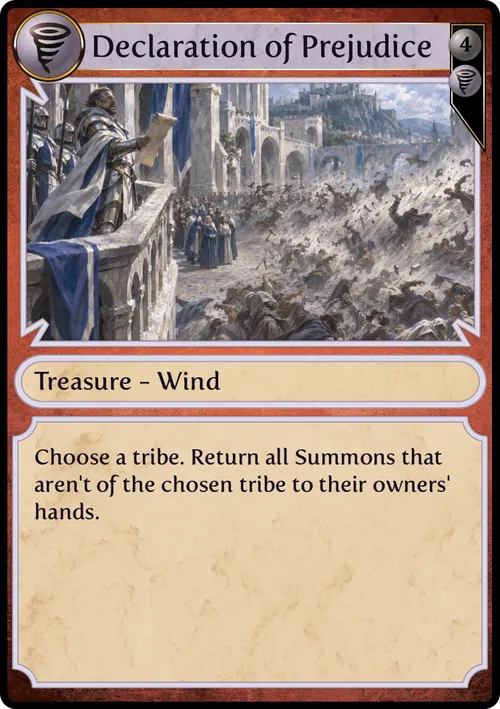 Declaration of Prejudice
4
Treasure - Wind
Choose a tribe. Return all Summons that
aren't of the chosen tribe to their owners'
hands.